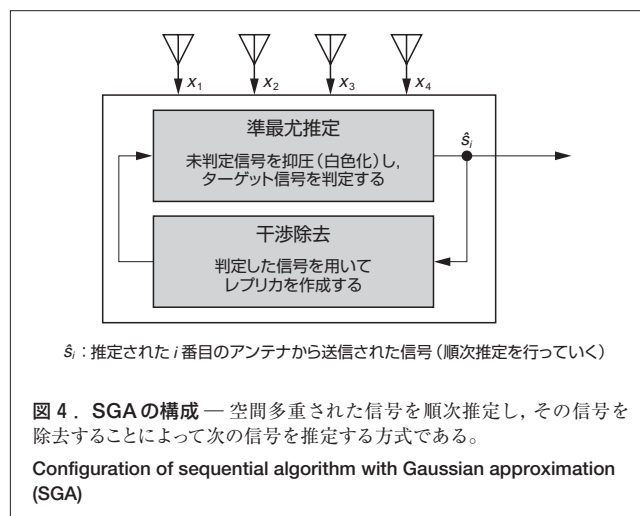 x1 x2 x3 x4
準最尤推定
未判定信号を抑圧（白色化）し，
ターゲット信号を判定する
ŝi
干渉除去
判定した信号を用いて
レプリカを作成する
ŝi：推定された i 番目のアンテナから送信された信号（順次推定を行っていく）
図 4． SGAの構成 — 空間多重された信号を順次推定し，その信号を
除去することによって次の信号を推定する方式である。
Configuration of sequential algorithm with Gaussian approximation
(SGA)